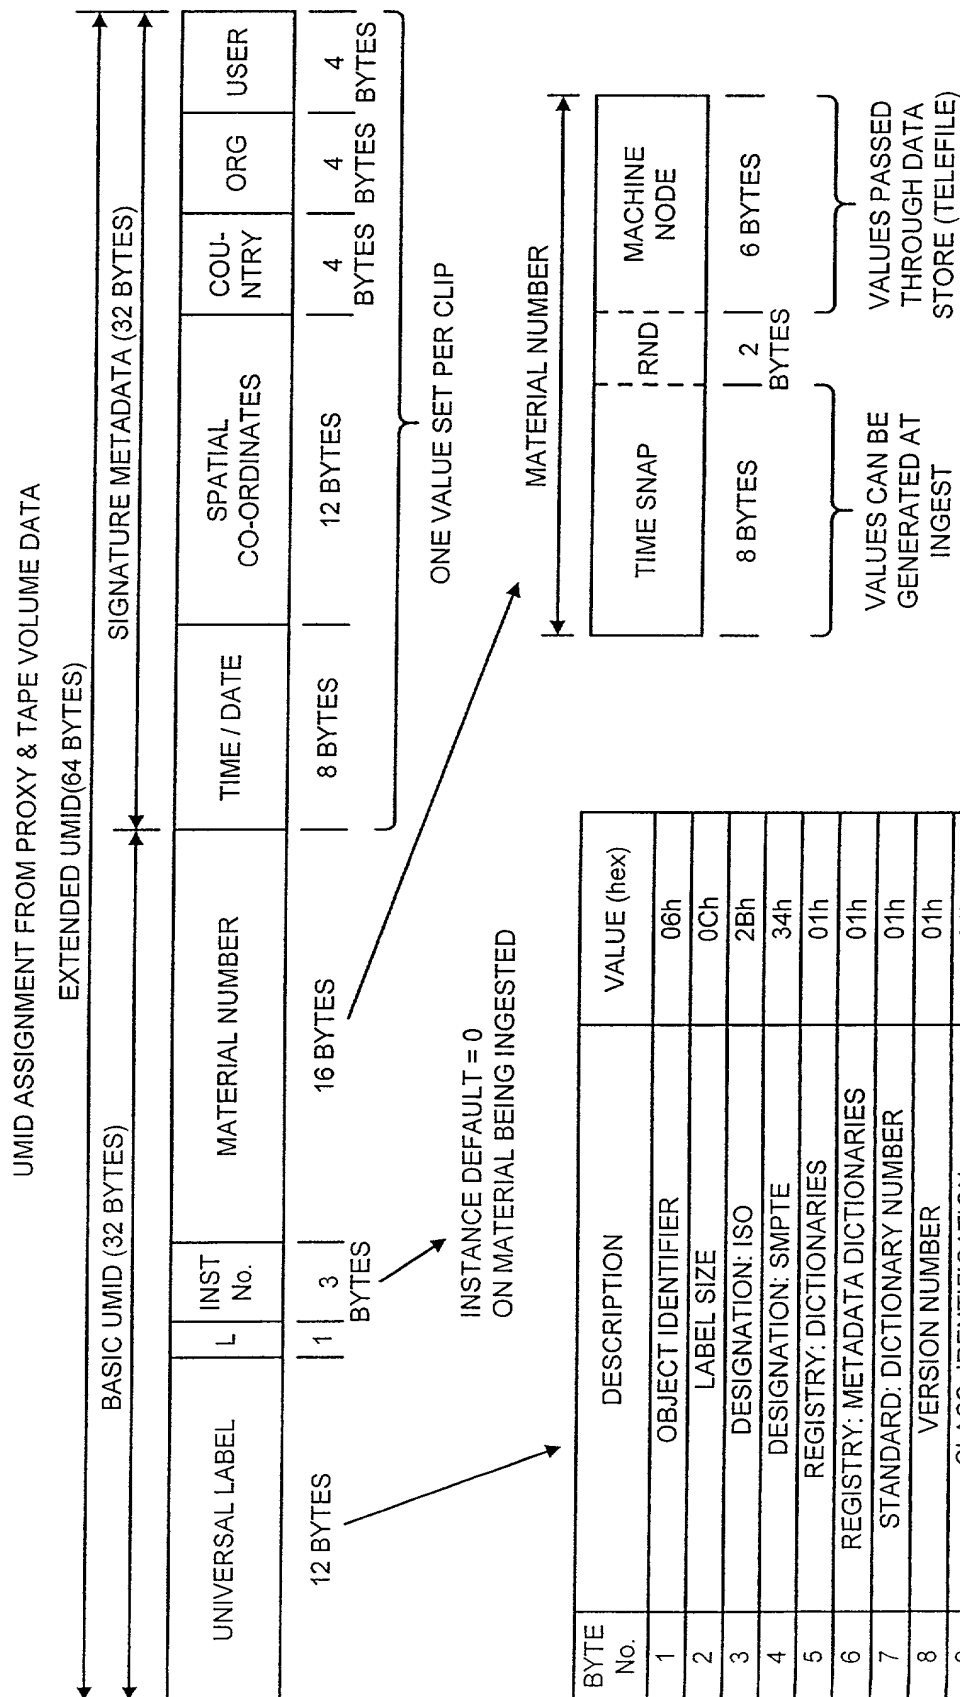 UMID ASSIGNMENT FROM PROXY & TAPE VOLUME DATA
EXTENDED UMID(64 BYTES)
BASIC UMID (32 BYTES)
SIGNATURE METADATA (32 BYTES)
UNIVERSAL LABEL
L
INST
No.
MATERIAL NUMBER
TIME / DATE
SPATIAL
CO-ORDINATES
COU-
NTRY
ORG
USER
12 BYTES
1
3
BYTES
16 BYTES
8 BYTES
12 BYTES
4
BYTES
4
BYTES
4
BYTES
INSTANCE DEFAULT = 0
ON MATERIAL BEING INGESTED
ONE VALUE SET PER CLIP
MATERIAL NUMBER
TIME SNAP
RND
MACHINE
NODE
8 BYTES
2
BYTES
6 BYTES
VALUES CAN BE
GENERATED AT
INGEST
VALUES PASSED
THROUGH DATA
STORE (TELEFILE)
BYTE
No.
DESCRIPTION
VALUE (hex)
1 OBJECT IDENTIFIER 06h
2 LABEL SIZE 0Ch
3 DESIGNATION: ISO 2Bh
4 DESIGNATION: SMPTE 34h
5 REGISTRY: DICTIONARIES 01h
6 REGISTRY: METADATA DICTIONARIES 01h
7 STANDARD: DICTIONARY NUMBER 01h
8 VERSION NUMBER 01h